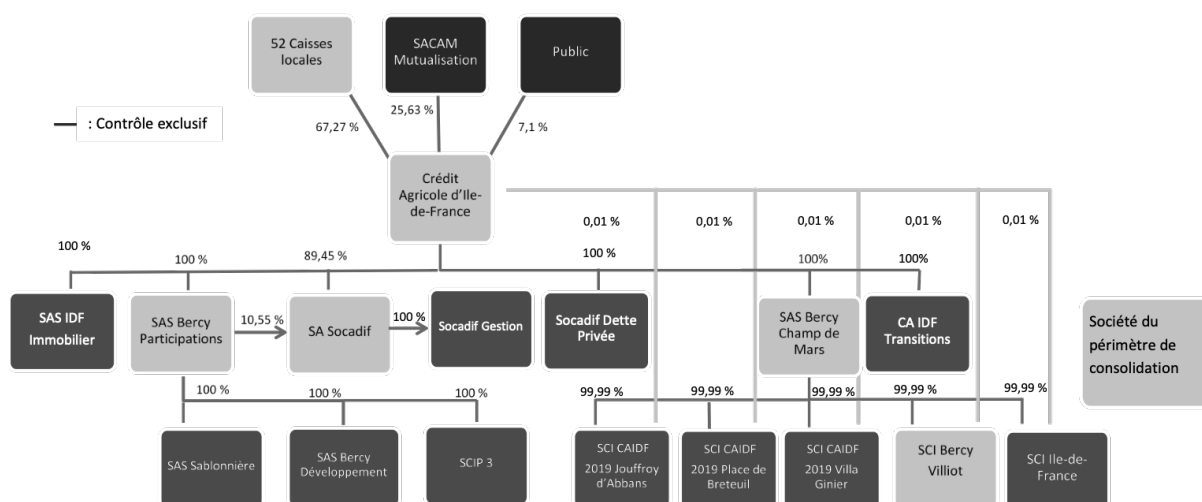 52 Caisses
locales
SACAM
Mutualisation
Public
: Contrôle exclusif
67,27 %
25,63 %
7,1 %
Crédit
Agricole d'Ile-
de-France
0,01 %
0,01 %
0,01 %
0,01 %
0,01 %
100 %
100 %
89,45 %
100 %
100%
100%
SAS IDF
Immobilier
SAS Bercy
Participations
10,55 %
SA Socadif
100 %
Socadif Gestion
Socadif Dette
Privée
SAS Bercy
Champ de
Mars
CA IDF
Transitions
Société du
périmètre de
consolidation
100 %
100 %
100 %
99,99 %
99,99 %
99,99 %
99,99 %
99,99 %
SAS Sablonnière
SAS Bercy
Développement
SCIP 3
SCI CAIDF
2019 Jouffroy
d'Abbans
SCI CAIDF
2019 Place de
Breteuil
SCI CAIDF
2019 Villa
Ginier
SCI Bercy
Villiot
SCI Ile-de-
France